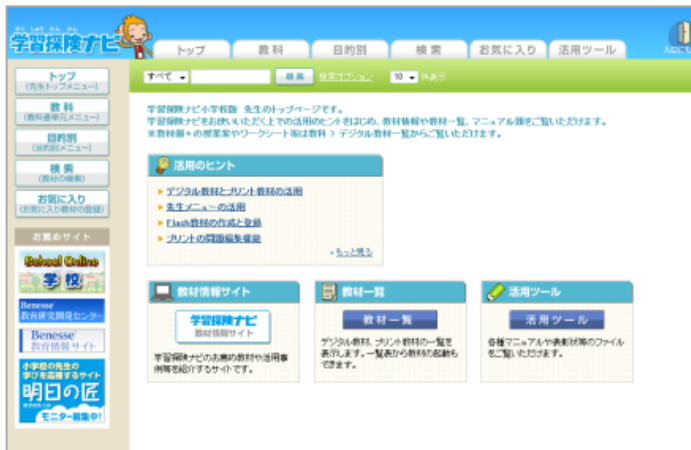 がくしゅうたんけん
学習探険ナビ
トップ
教科
目的別
検索
お気に入り
活用ツール
すべて
検索
検索オプション
10
件表示
トップ
(先生トップメニュー)
教科
(教科書単元メニュー)
目的別
(目的別メニュー)
検索
(教材の検索)
お気に入り
(お気に入り教材の登録)
お薦めサイト
School Online
学校
Benesse
教育研究開発センター
Benesse
教育情報サイト
小学校の先生の
学びを応援するサイト
明日の匠
モニター募集中!
学習探険ナビ小学校版 先生のトップページです。
学習探険ナビをお使いいただく上での活用のヒントをはじめ、教材情報や教材一覧、マニュアル類をご覧いただけます。
※教材個々の授業案やワークシート等は教科 > デジタル教材一覧からご覧いただけます。
活用のヒント
デジタル教材とプリント教材の活用
先生メニューの活用
Flash教材の作成と登録
プリントの問題編集機能
もっと見る
教材情報サイト
学習探険ナビ
教材情報サイト
学習探険ナビのお薦め教材や活用事
例等を紹介するサイトです。
教材一覧
教材一覧
デジタル教材、プリント教材の一覧を
表示します。一覧表から教材の起動も
できます。
活用ツール
活用ツール
各種マニュアルや表彰状等のファイル
をご覧いただけます。